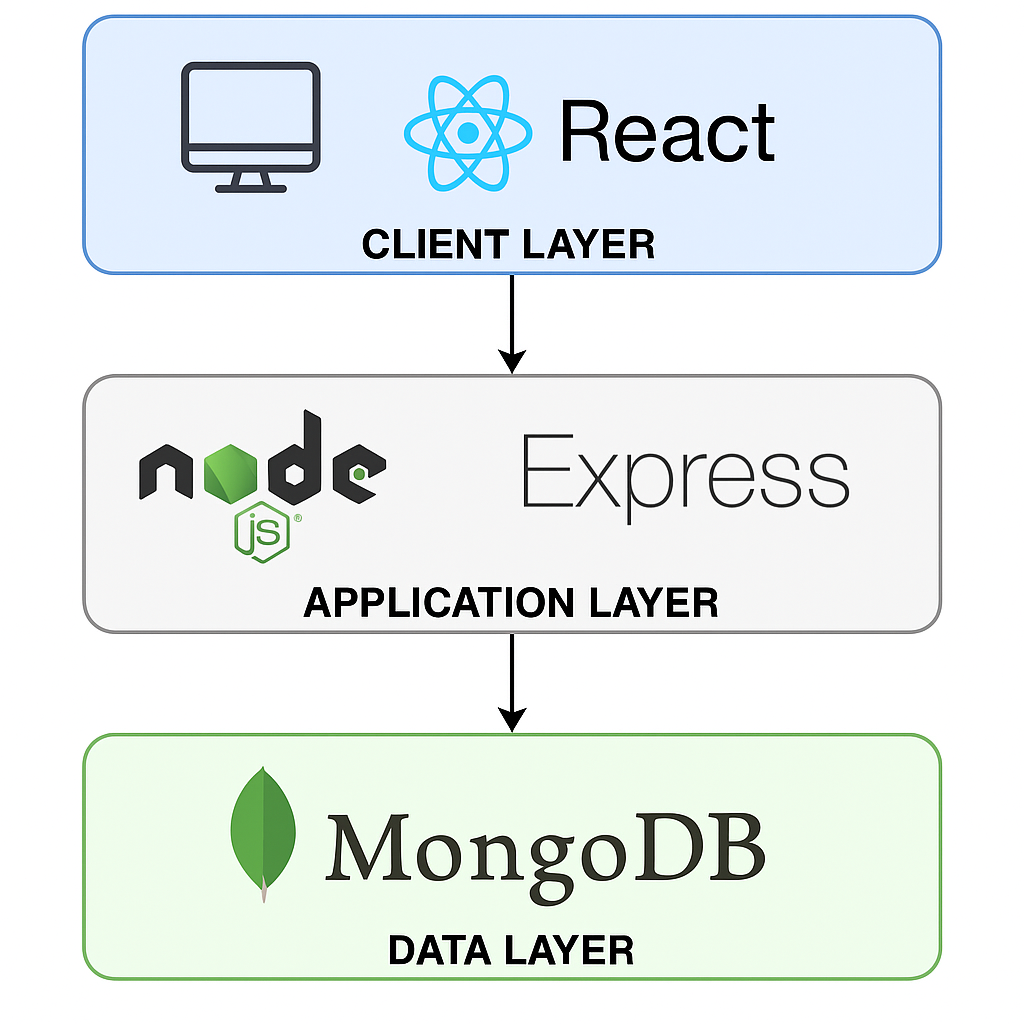 React
CLIENT LAYER
node
js®
Express
APPLICATION LAYER
MongoDB
DATA LAYER